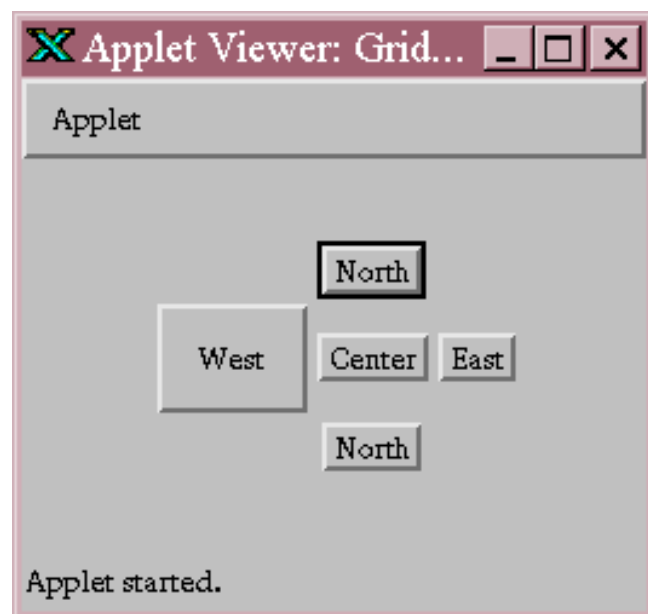 Applet Viewer: Grid...
Applet
North
West Center East
North
Applet started.